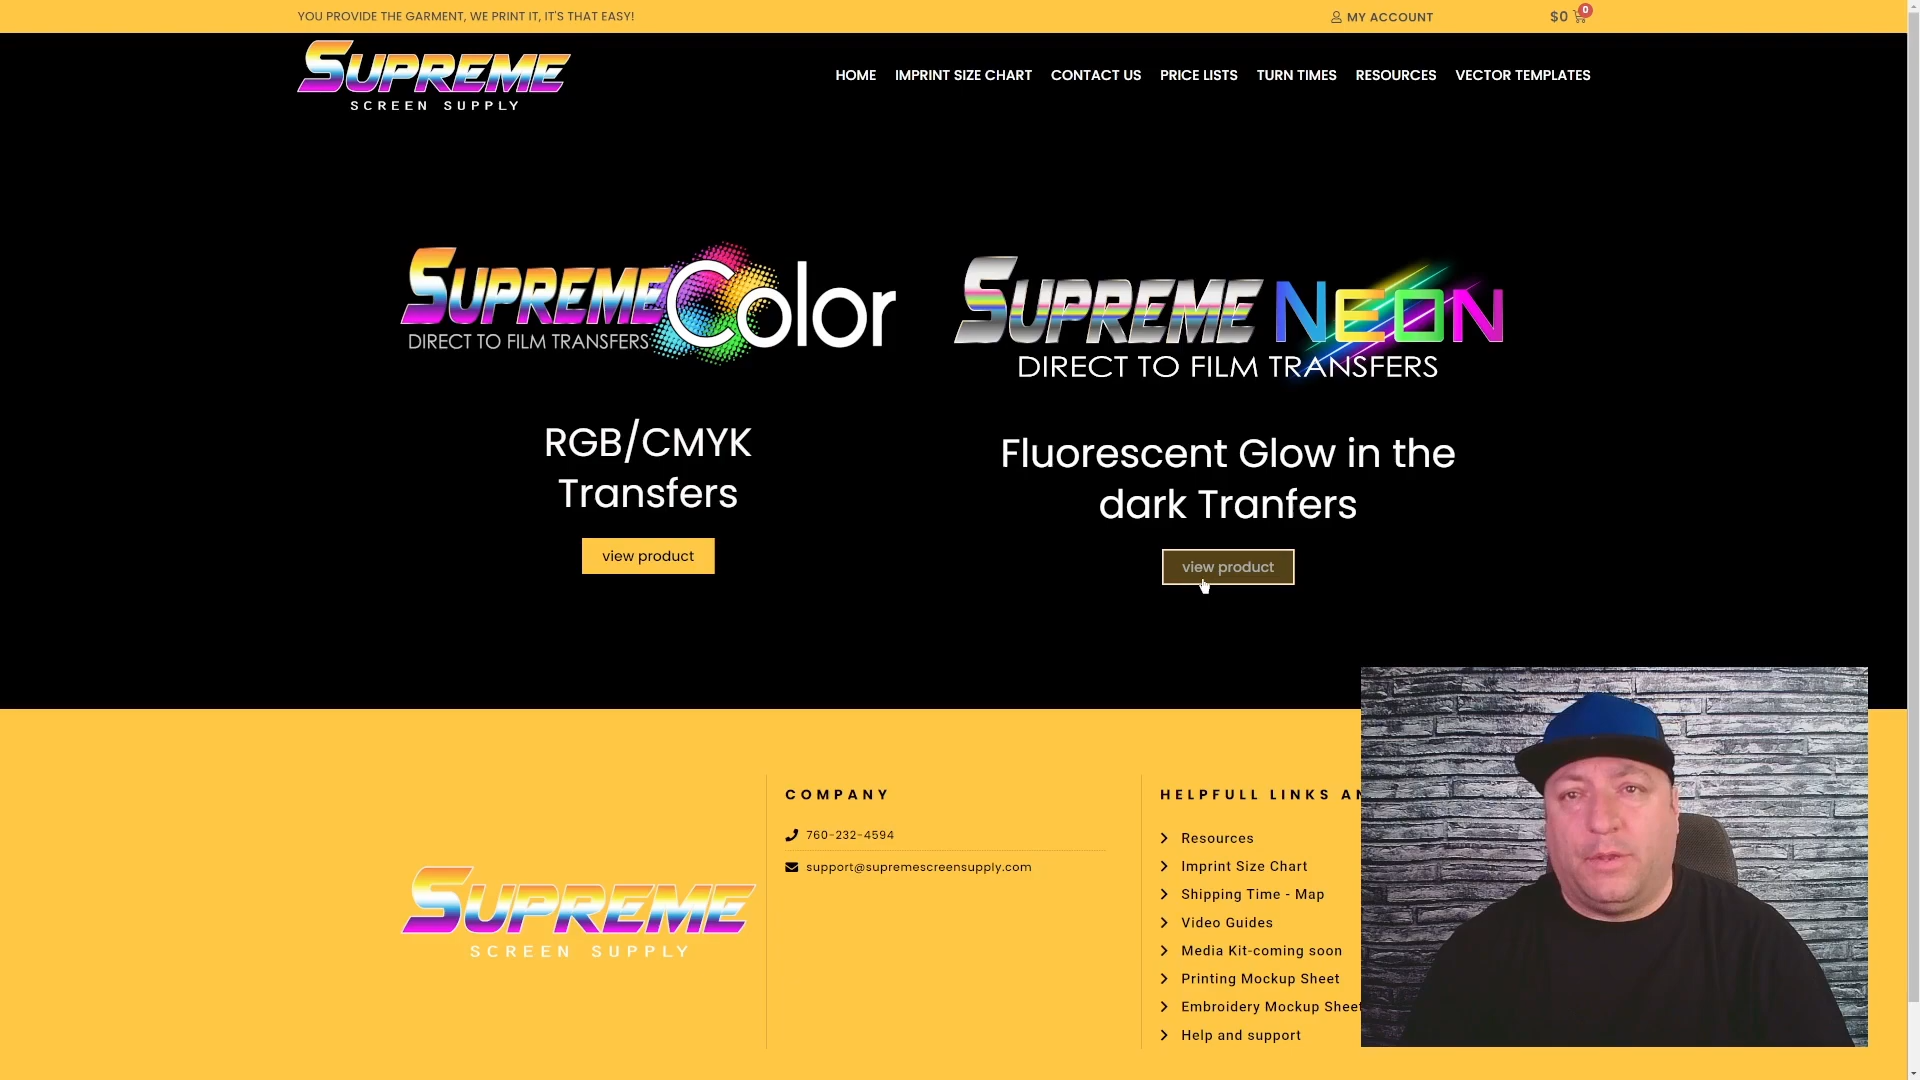 YOU PROVIDE THE GARMENT, WE PRINT IT, IT'S THAT EASY!
MY ACCOUNT
$0
0
SUPREME
SCREEN SUPPLY
HOME
IMPRINT SIZE CHART
CONTACT US
PRICE LISTS
TURN TIMES
RESOURCES
VECTOR TEMPLATES
SUPREME Color
DIRECT TO FILM TRANSFERS
RGB/CMYK
Transfers
view product
SUPREME NEON
DIRECT TO FILM TRANSFERS
Fluorescent Glow in the
dark Tranfers
view product
SUPREME
SCREEN SUPPLY
COMPANY
760-232-4594
support@supremescreensupply.com
HELPFULL LINKS
Resources
Imprint Size Chart
Shipping Time - Map
Video Guides
Media Kit-coming soon
Printing Mockup Sheet
Embroidery Mockup Sheet
Help and support